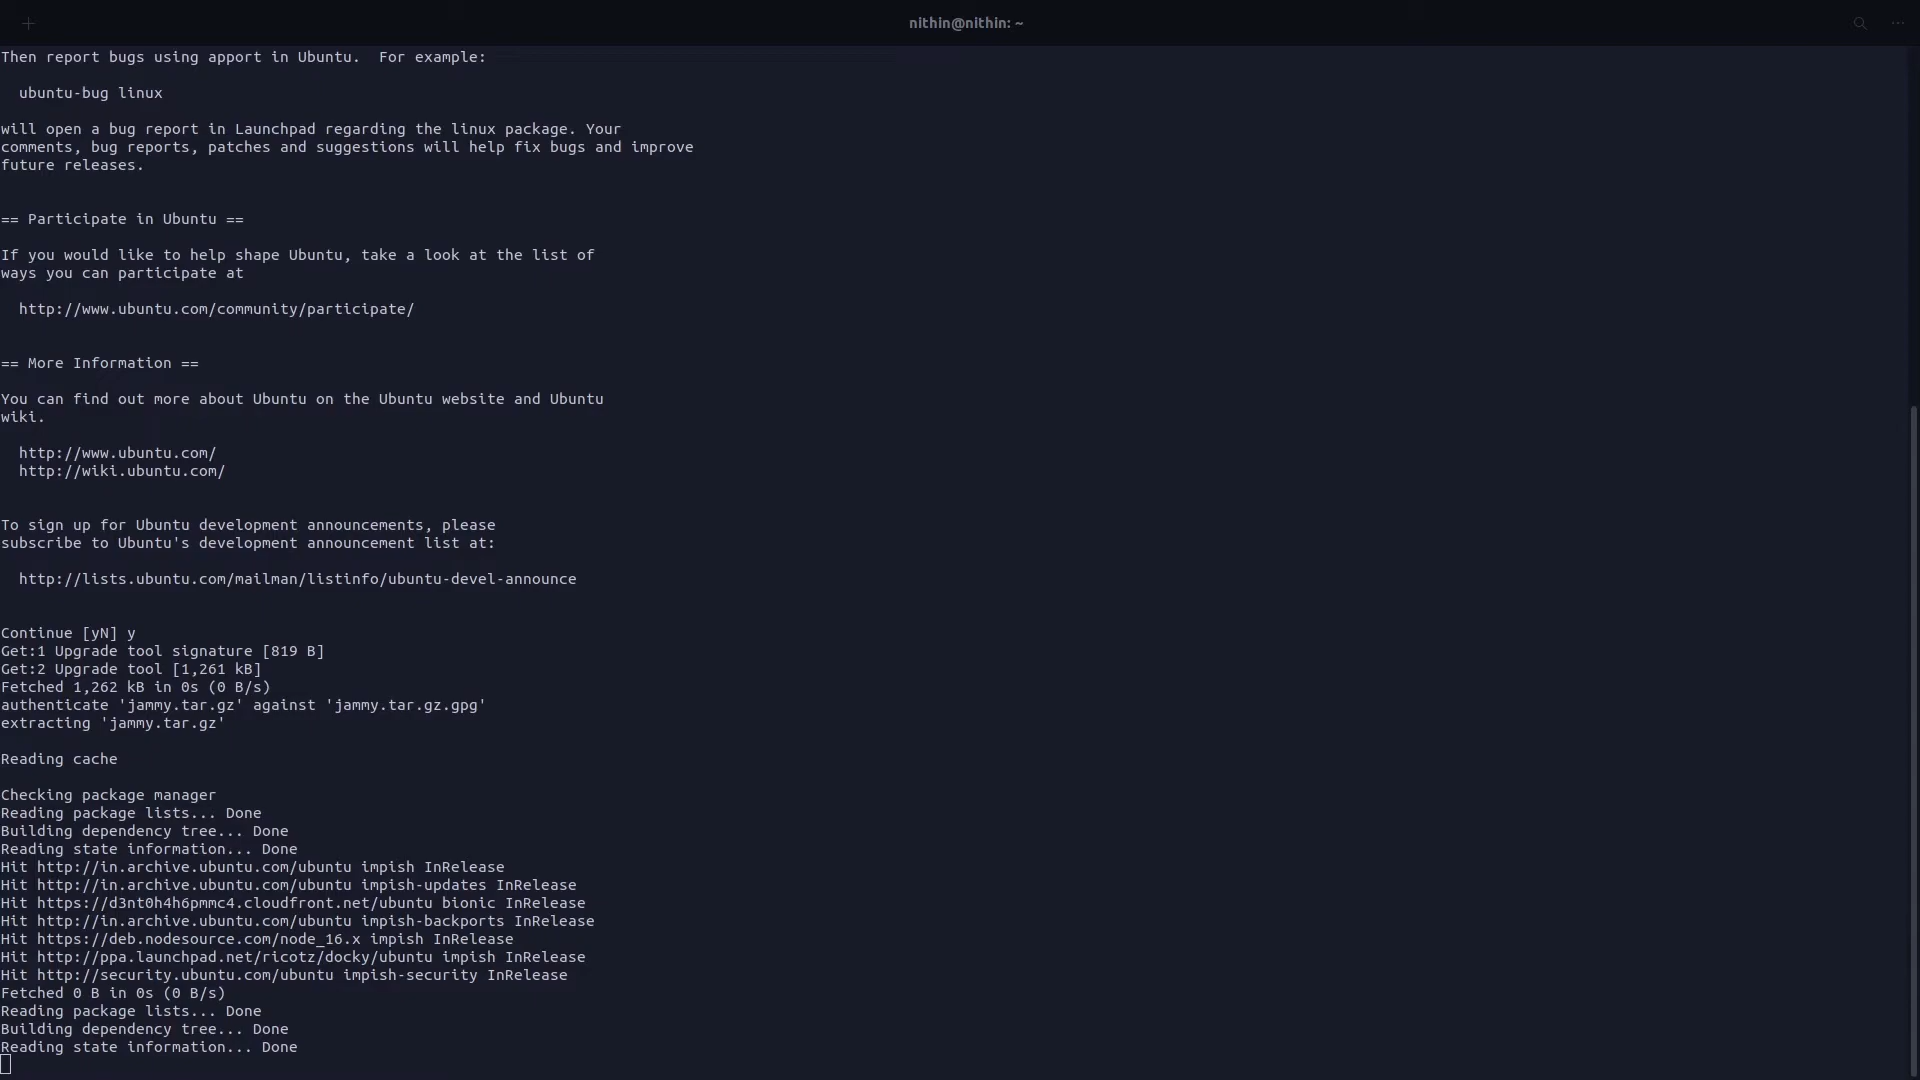 nithin@nithin: ~
Then report bugs using apport in Ubuntu.  For example:
ubuntu-bug linux
will open a bug report in Launchpad regarding the linux package. Your
comments, bug reports, patches and suggestions will help fix bugs and improve
future releases.
== Participate in Ubuntu ==
If you would like to help shape Ubuntu, take a look at the list of
ways you can participate at
http://www.ubuntu.com/community/participate/
== More Information ==
You can find out more about Ubuntu on the Ubuntu website and Ubuntu
wiki.
http://www.ubuntu.com/
http://wiki.ubuntu.com/
To sign up for Ubuntu development announcements, please
subscribe to Ubuntu's development announcement list at:
http://lists.ubuntu.com/mailman/listinfo/ubuntu-devel-announce
Continue [yN] y
Get:1 Upgrade tool signature [819 B]
Get:2 Upgrade tool [1,261 kB]
Fetched 1,262 kB in 0s (0 B/s)
authenticate 'jammy.tar.gz' against 'jammy.tar.gz.gpg'
extracting 'jammy.tar.gz'
Reading cache
Checking package manager
Reading package lists... Done
Building dependency tree... Done
Reading state information... Done
Hit http://in.archive.ubuntu.com/ubuntu impish InRelease
Hit http://in.archive.ubuntu.com/ubuntu impish-updates InRelease
Hit https://d3nt0h4h6pmmc4.cloudfront.net/ubuntu bionic InRelease
Hit http://in.archive.ubuntu.com/ubuntu impish-backports InRelease
Hit https://deb.nodesource.com/node_16.x impish InRelease
Hit http://ppa.launchpad.net/ricotz/docky/ubuntu impish InRelease
Hit http://security.ubuntu.com/ubuntu impish-security InRelease
Fetched 0 B in 0s (0 B/s)
Reading package lists... Done
Building dependency tree... Done
Reading state information... Done